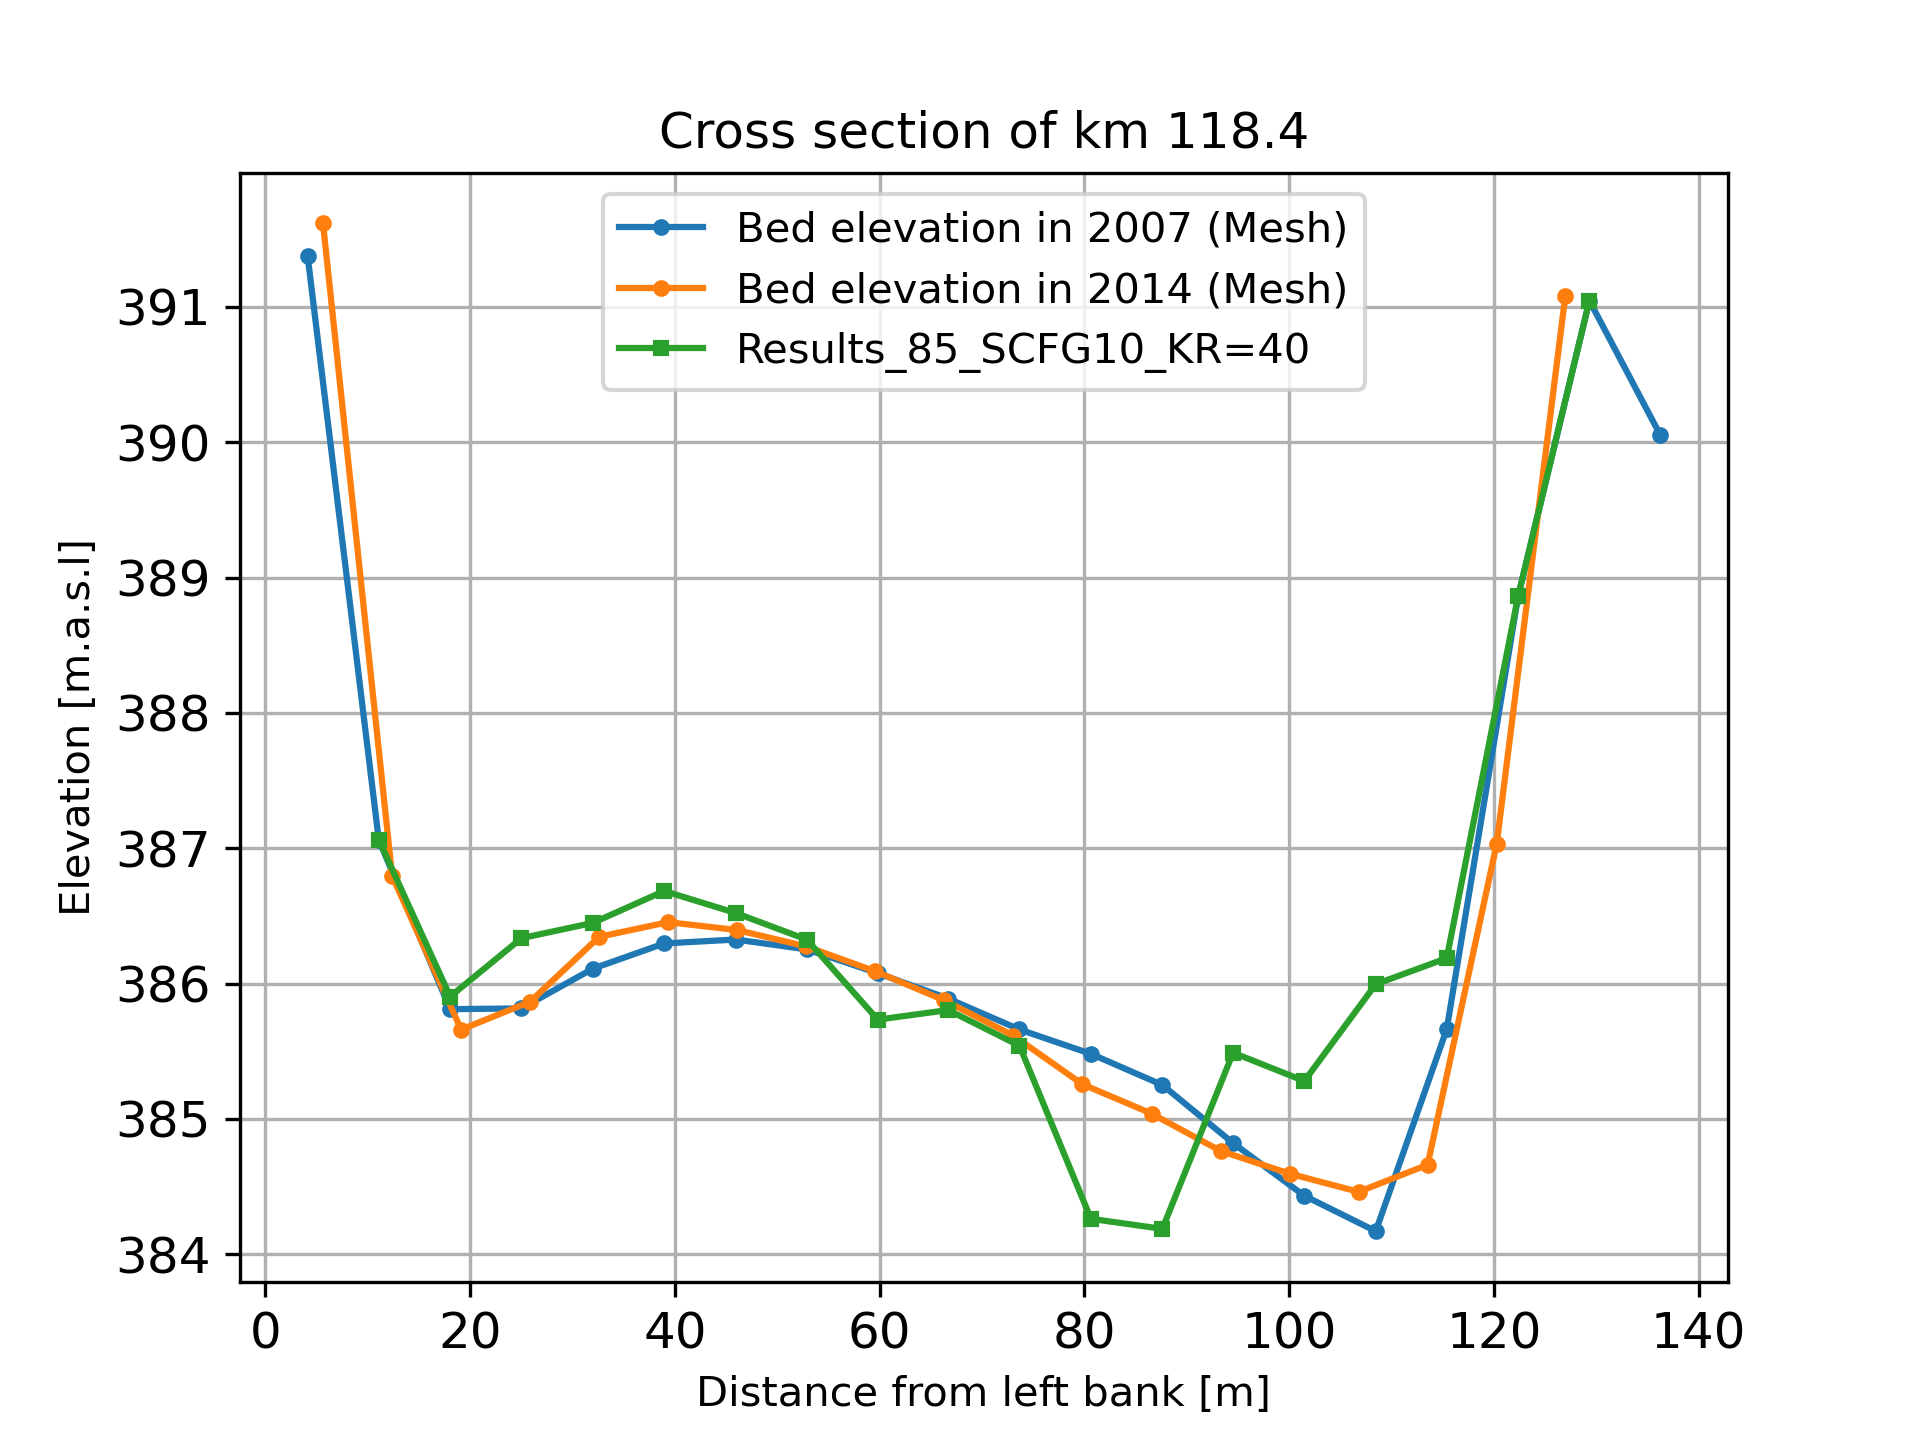 Cross section of km 118.4
Bed elevation in 2007 (Mesh)
Bed elevation in 2014 (Mesh)
Results_85_SCFG10_KR=40
391
390
389
388
387
386
385
384
Elevation [m.a.s.l]
0 20 40 60 80 100 120 140
Distance from left bank [m]